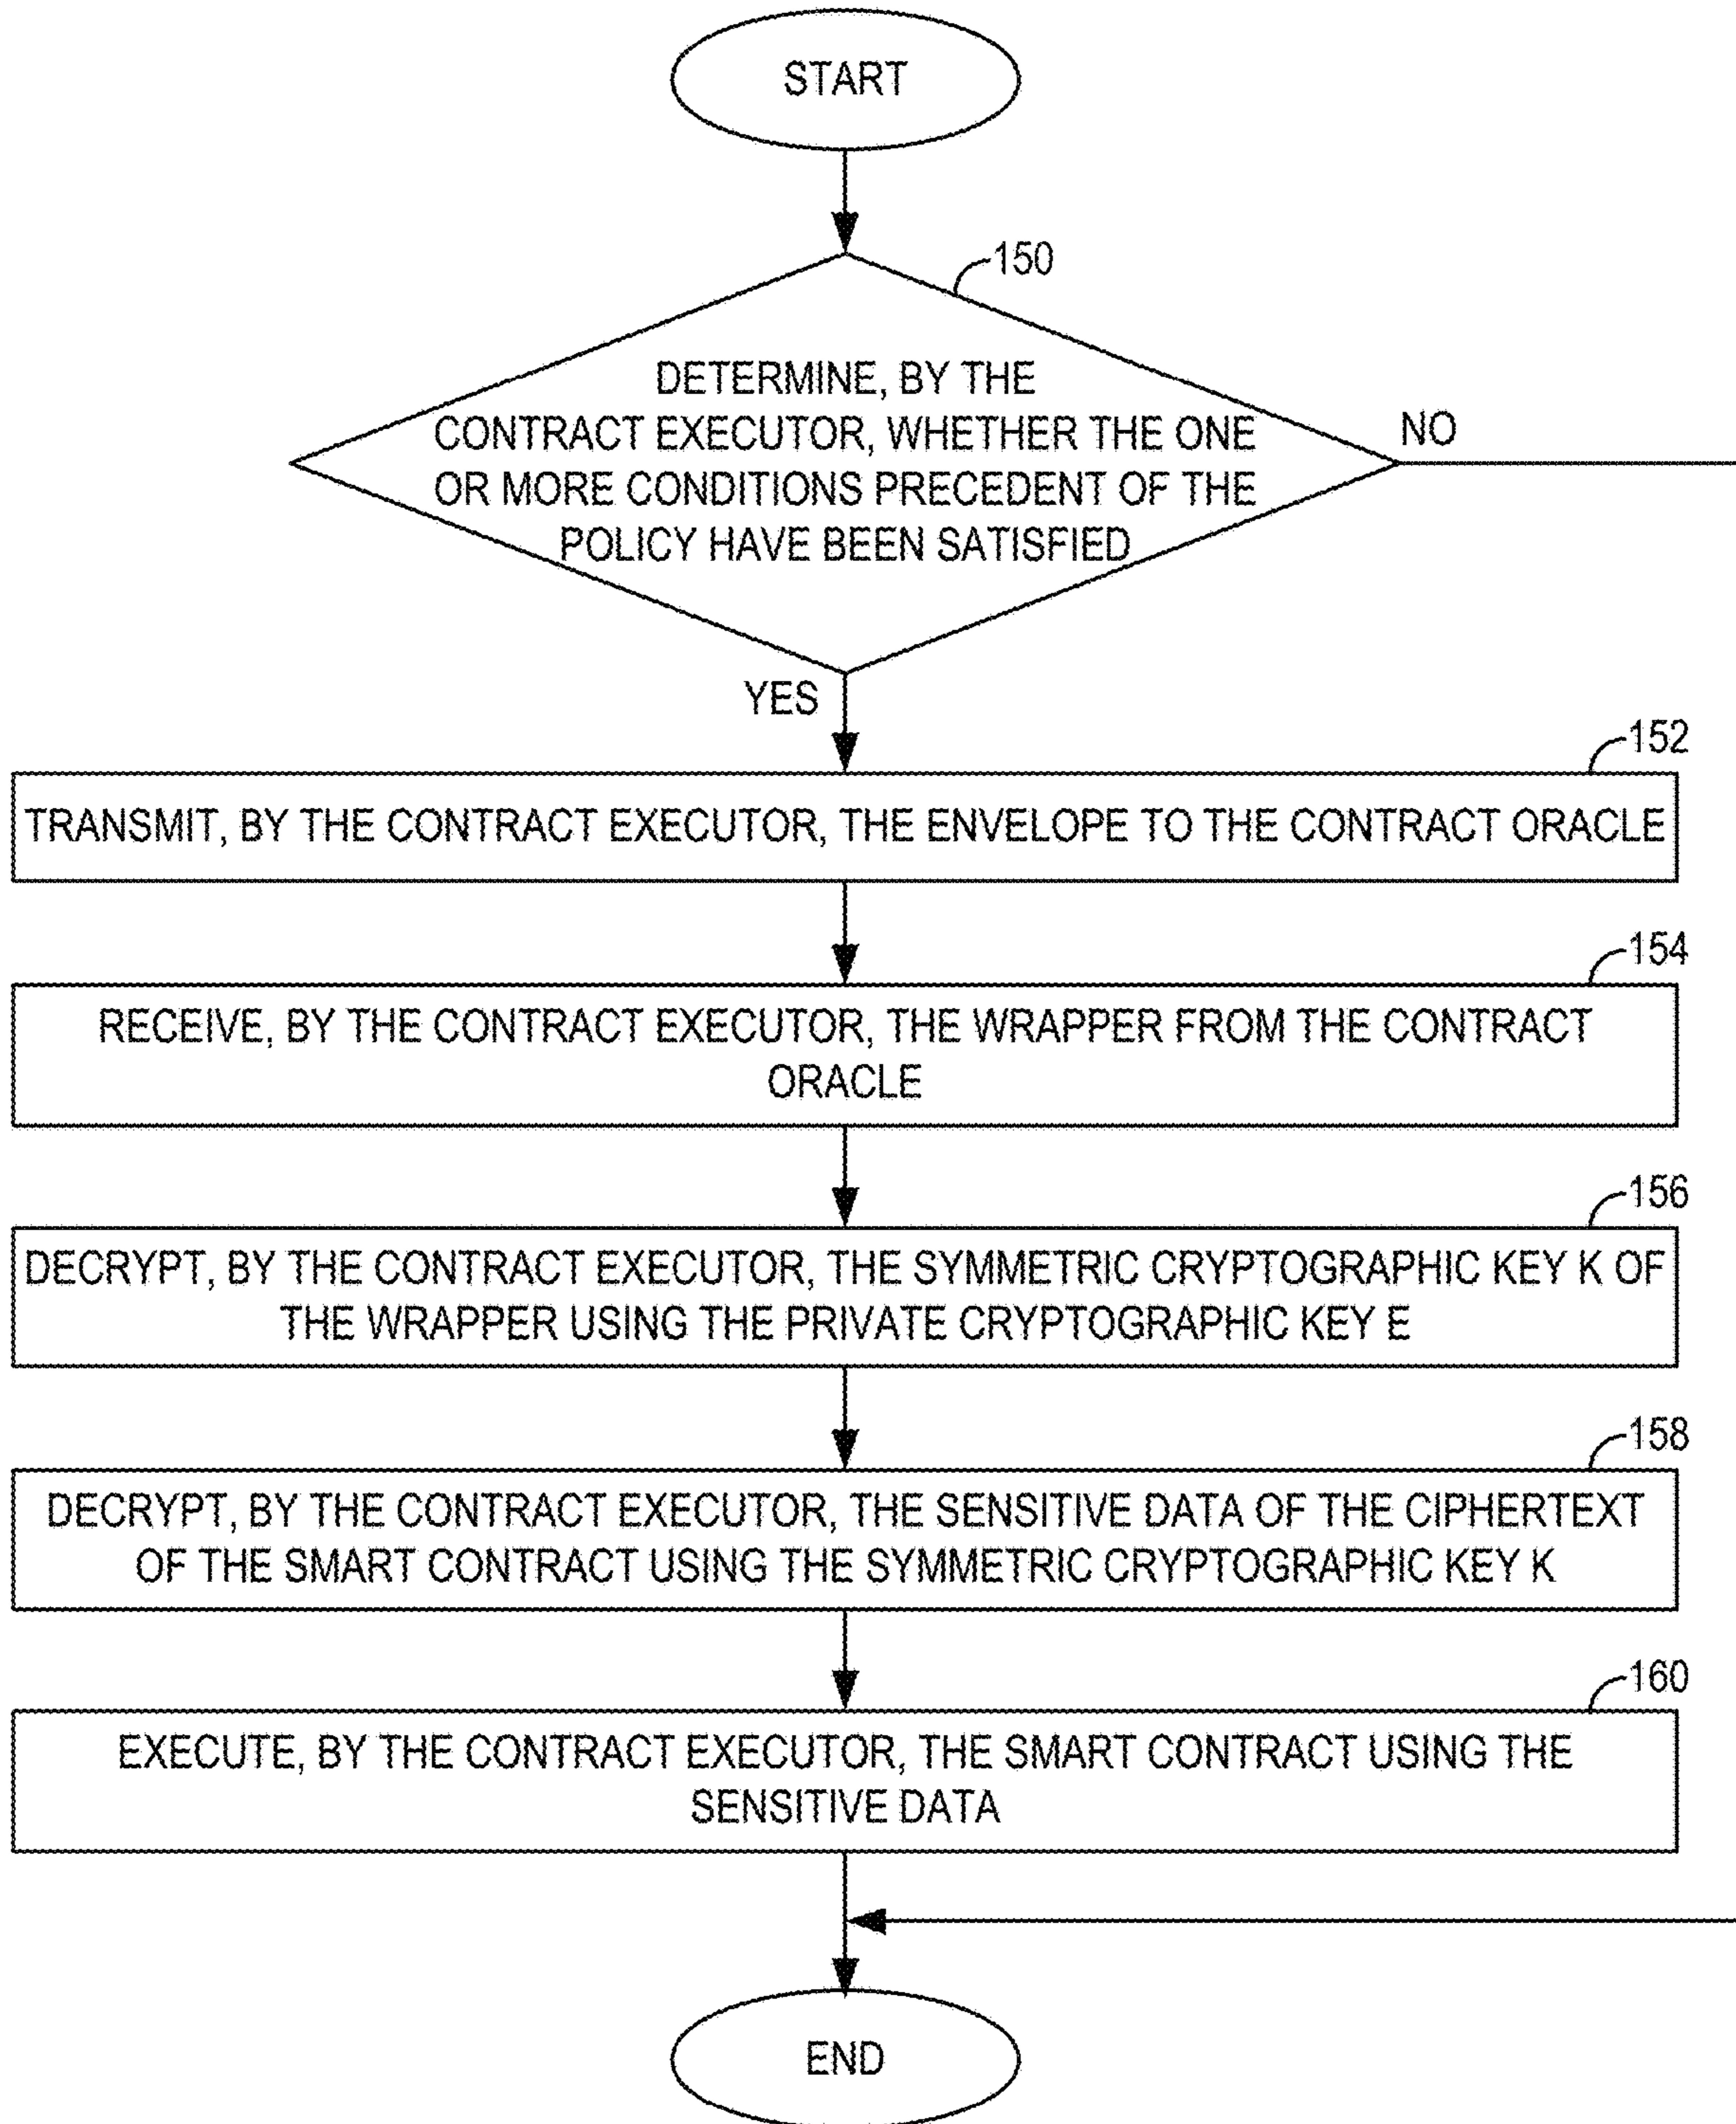 START
150
DETERMINE, BY THE
CONTRACT EXECUTOR, WHETHER THE ONE
OR MORE CONDITIONS PRECEDENT OF THE
POLICY HAVE BEEN SATISFIED
NO
YES
152
TRANSMIT, BY THE CONTRACT EXECUTOR, THE ENVELOPE TO THE CONTRACT ORACLE
154
RECEIVE, BY THE CONTRACT EXECUTOR, THE WRAPPER FROM THE CONTRACT
ORACLE
156
DECRYPT, BY THE CONTRACT EXECUTOR, THE SYMMETRIC CRYPTOGRAPHIC KEY K OF
THE WRAPPER USING THE PRIVATE CRYPTOGRAPHIC KEY E
158
DECRYPT, BY THE CONTRACT EXECUTOR, THE SENSITIVE DATA OF THE CIPHERTEXT
OF THE SMART CONTRACT USING THE SYMMETRIC CRYPTOGRAPHIC KEY K
160
EXECUTE, BY THE CONTRACT EXECUTOR, THE SMART CONTRACT USING THE
SENSITIVE DATA
END